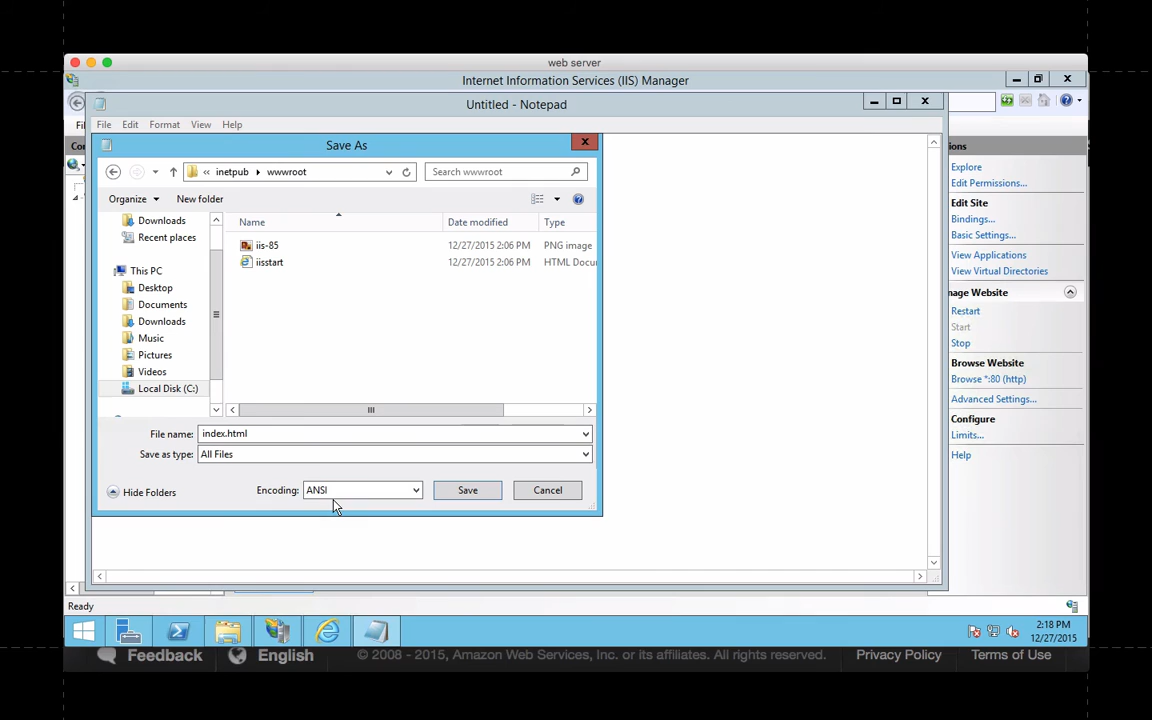 web server
Internet Information Services (IIS) Manager
Untitled - Notepad
File Edit Format View Help
Save As
« inetpub wwwroot Search wwwroot
Organize New folder
Name Date modified Type
Downloads
Recent places
This PC
Desktop
Documents
Downloads
Music
Pictures
Videos
Local Disk (C:)
iis-85 12/27/2015 2:06 PM PNG image
iisstart 12/27/2015 2:06 PM HTML Docu
File name: index.html
Save as type: All Files
Hide Folders Encoding: ANSI Save Cancel
ions
Explore
Edit Permissions...
Edit Site
Bindings...
Basic Settings...
View Applications
View Virtual Directories
nage Website
Restart
Start
Stop
Browse Website
Browse *:80 (http)
Advanced Settings...
Configure
Limits...
Help
Ready
2:18 PM
12/27/2015
Feedback English © 2008 - 2015, Amazon Web Services, Inc. or its affiliates. All rights reserved. Privacy Policy Terms of Use